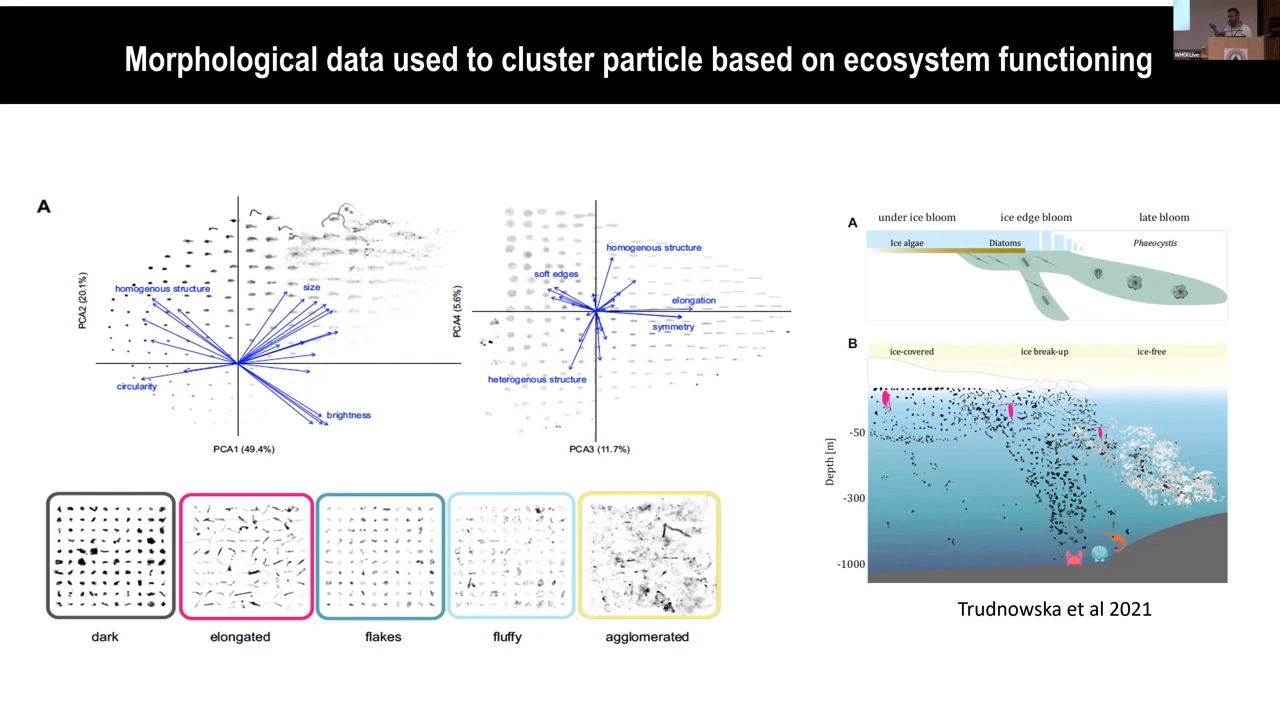 Morphological data used to cluster particle based on ecosystem functioning
WHOI Live
A
PCA2 (20.1%)
homogenous structure
size
circularity
brightness
PCA1 (49.4%)
PCA4 (5.6%)
homogenous structure
soft edges
elongation
symmetry
heterogenous structure
PCA3 (11.7%)
dark
elongated
flakes
fluffy
agglomerated
A
under ice bloom
ice edge bloom
late bloom
Ice algae
Diatoms
Phaeocystis
B
ice-covered
ice break-up
ice-free
Depth [m]
-50
-300
-1000
Trudnowska et al 2021